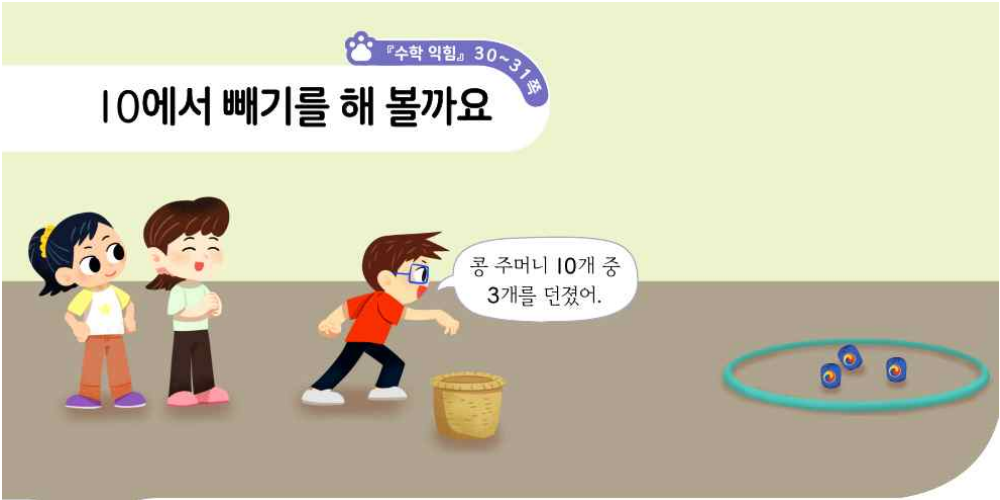 『수학 익힘』 30~31쪽
10에서 빼기를 해 볼까요
콩 주머니 10개 중
3개를 던졌어.